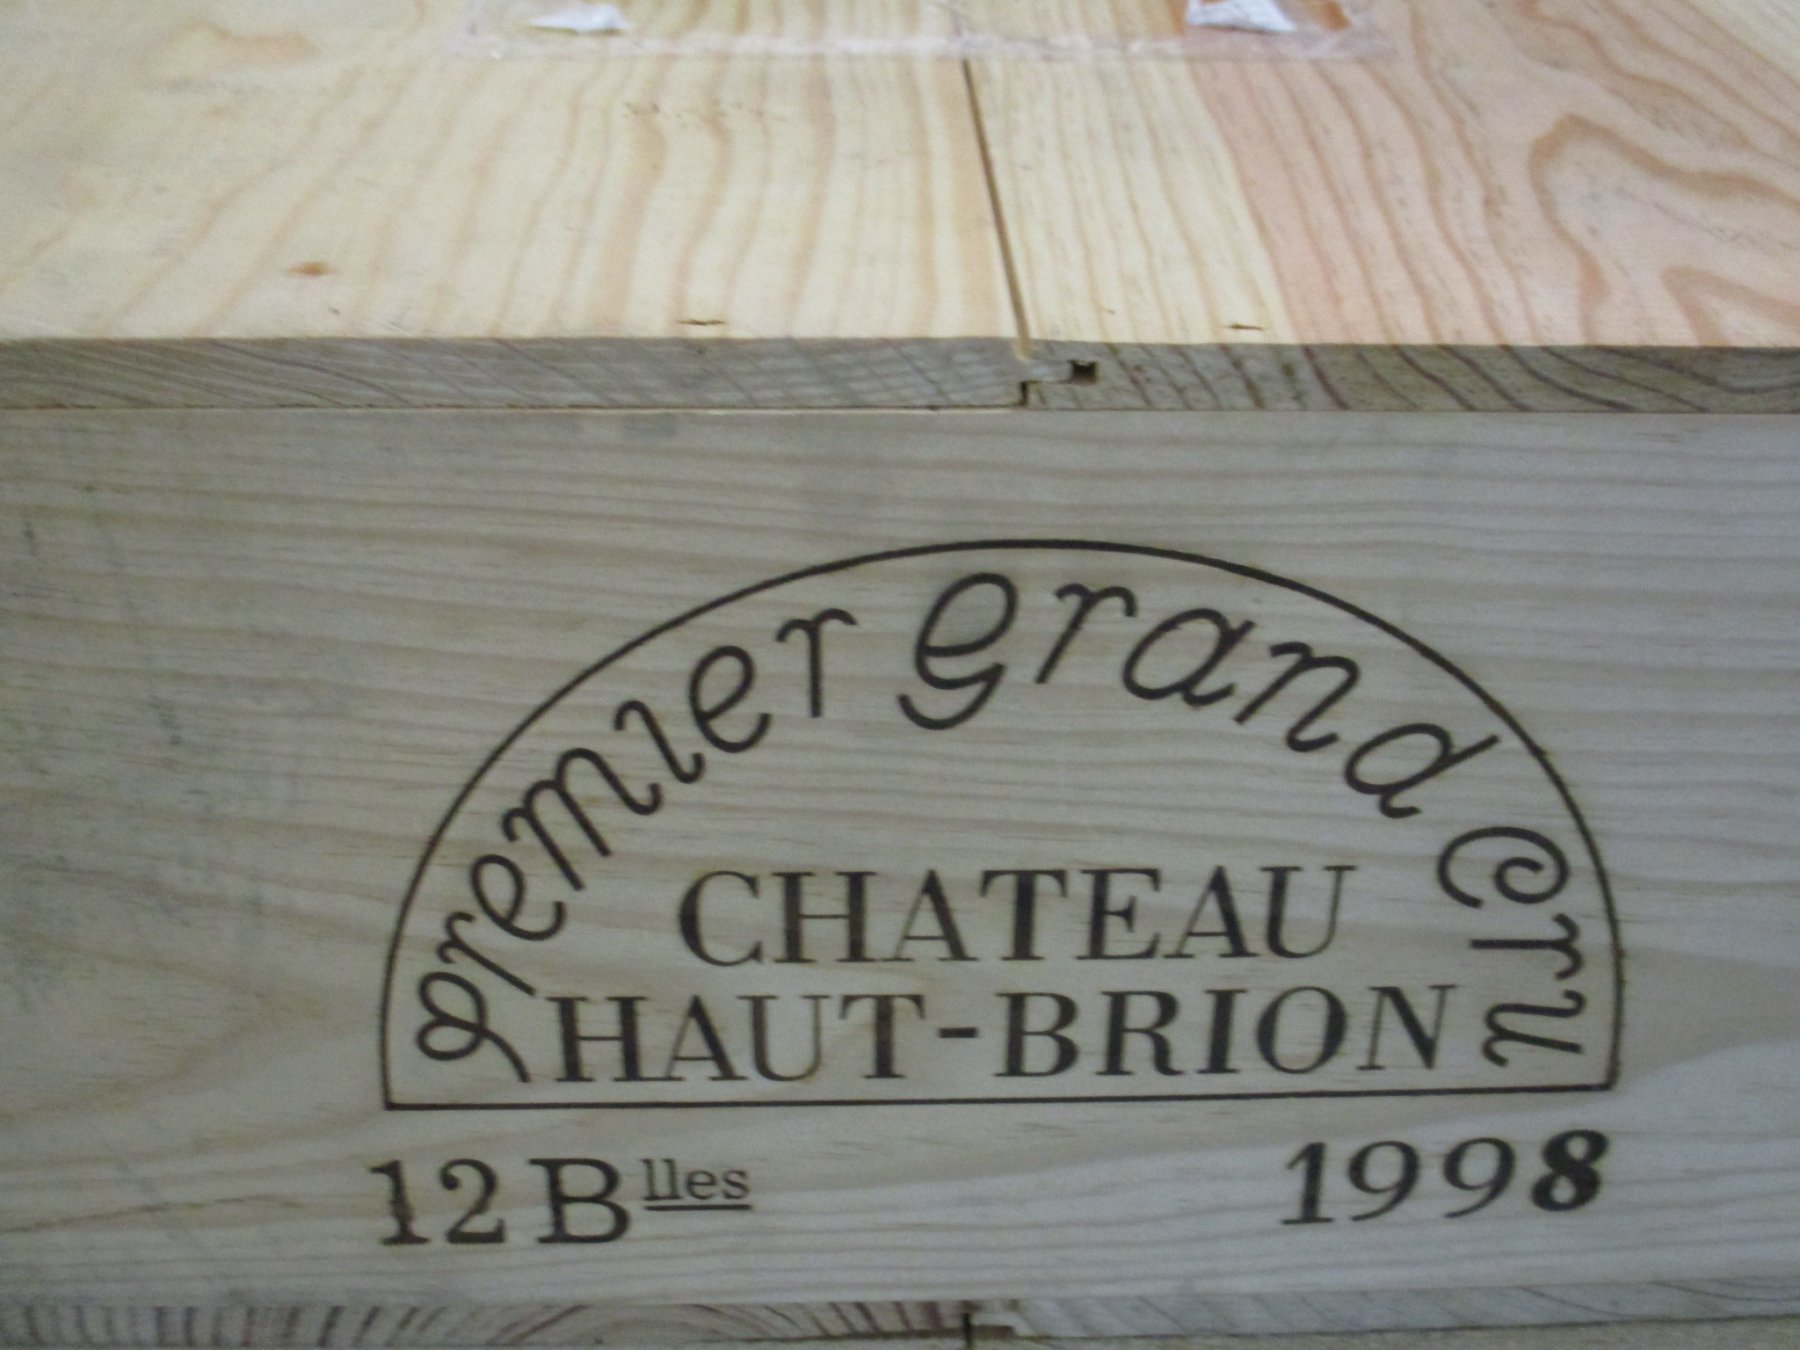 Premier Grand Cru
CHATEAU
HAUT-BRION
12 Blles 1998